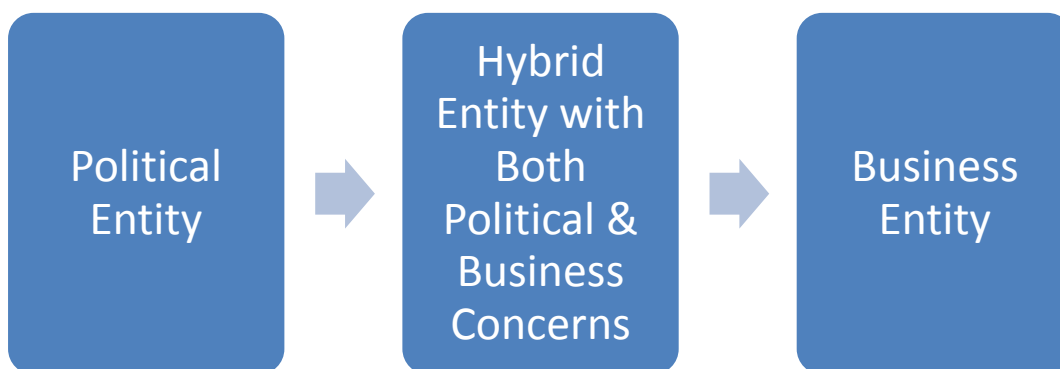 Political
Entity
Hybrid
Entity with
Both
Political &
Business
Concerns
Business
Entity